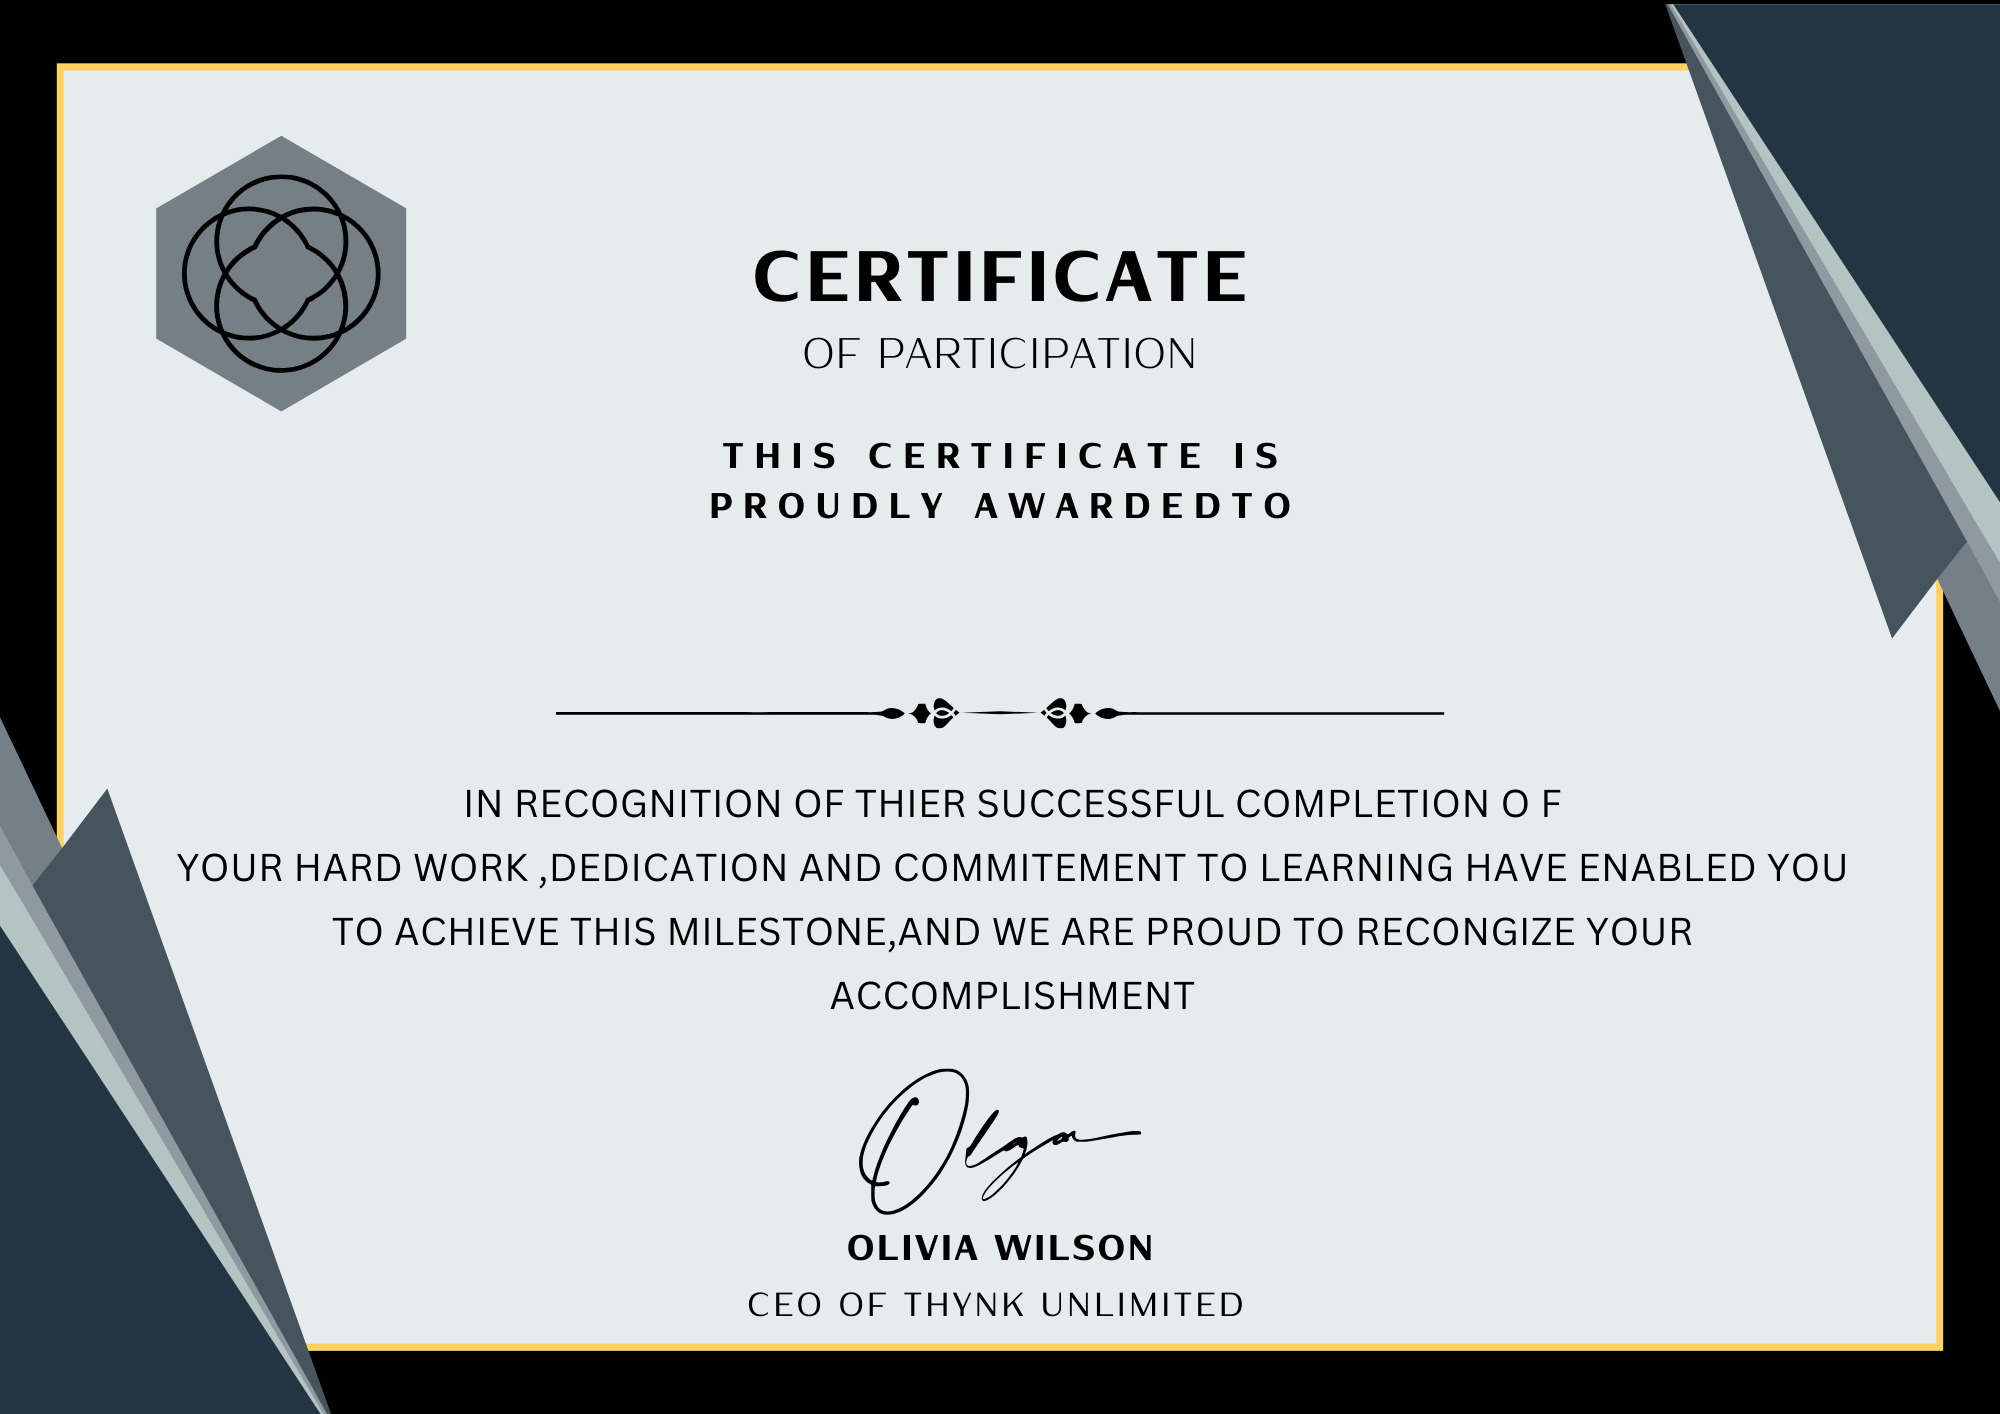 CERTIFICATE
OF PARTICIPATION
THIS CERTIFICATE IS
PROUDLY AWARDEDTO
IN RECOGNITION OF THIER SUCCESSFUL COMPLETION O F
YOUR HARD WORK ,DEDICATION AND COMMITEMENT TO LEARNING HAVE ENABLED YOU
TO ACHIEVE THIS MILESTONE,AND WE ARE PROUD TO RECONGIZE YOUR
ACCOMPLISHMENT
Olga
OLIVIA WILSON
CEO OF THYNK UNLIMITED